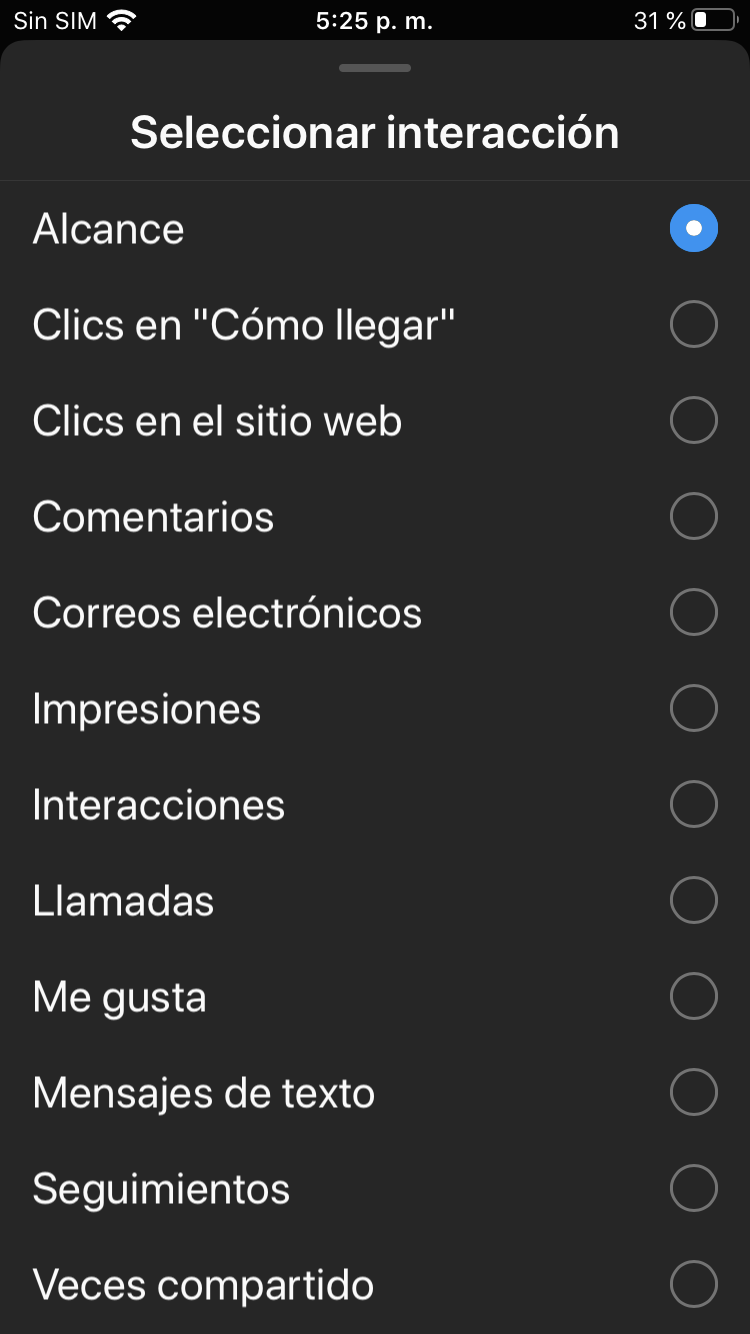 Sin SIM 5:25 p. m. 31 %
Seleccionar interacción
Alcance
Clics en "Cómo llegar"
Clics en el sitio web
Comentarios
Correos electrónicos
Impresiones
Interacciones
Llamadas
Me gusta
Mensajes de texto
Seguimientos
Veces compartido